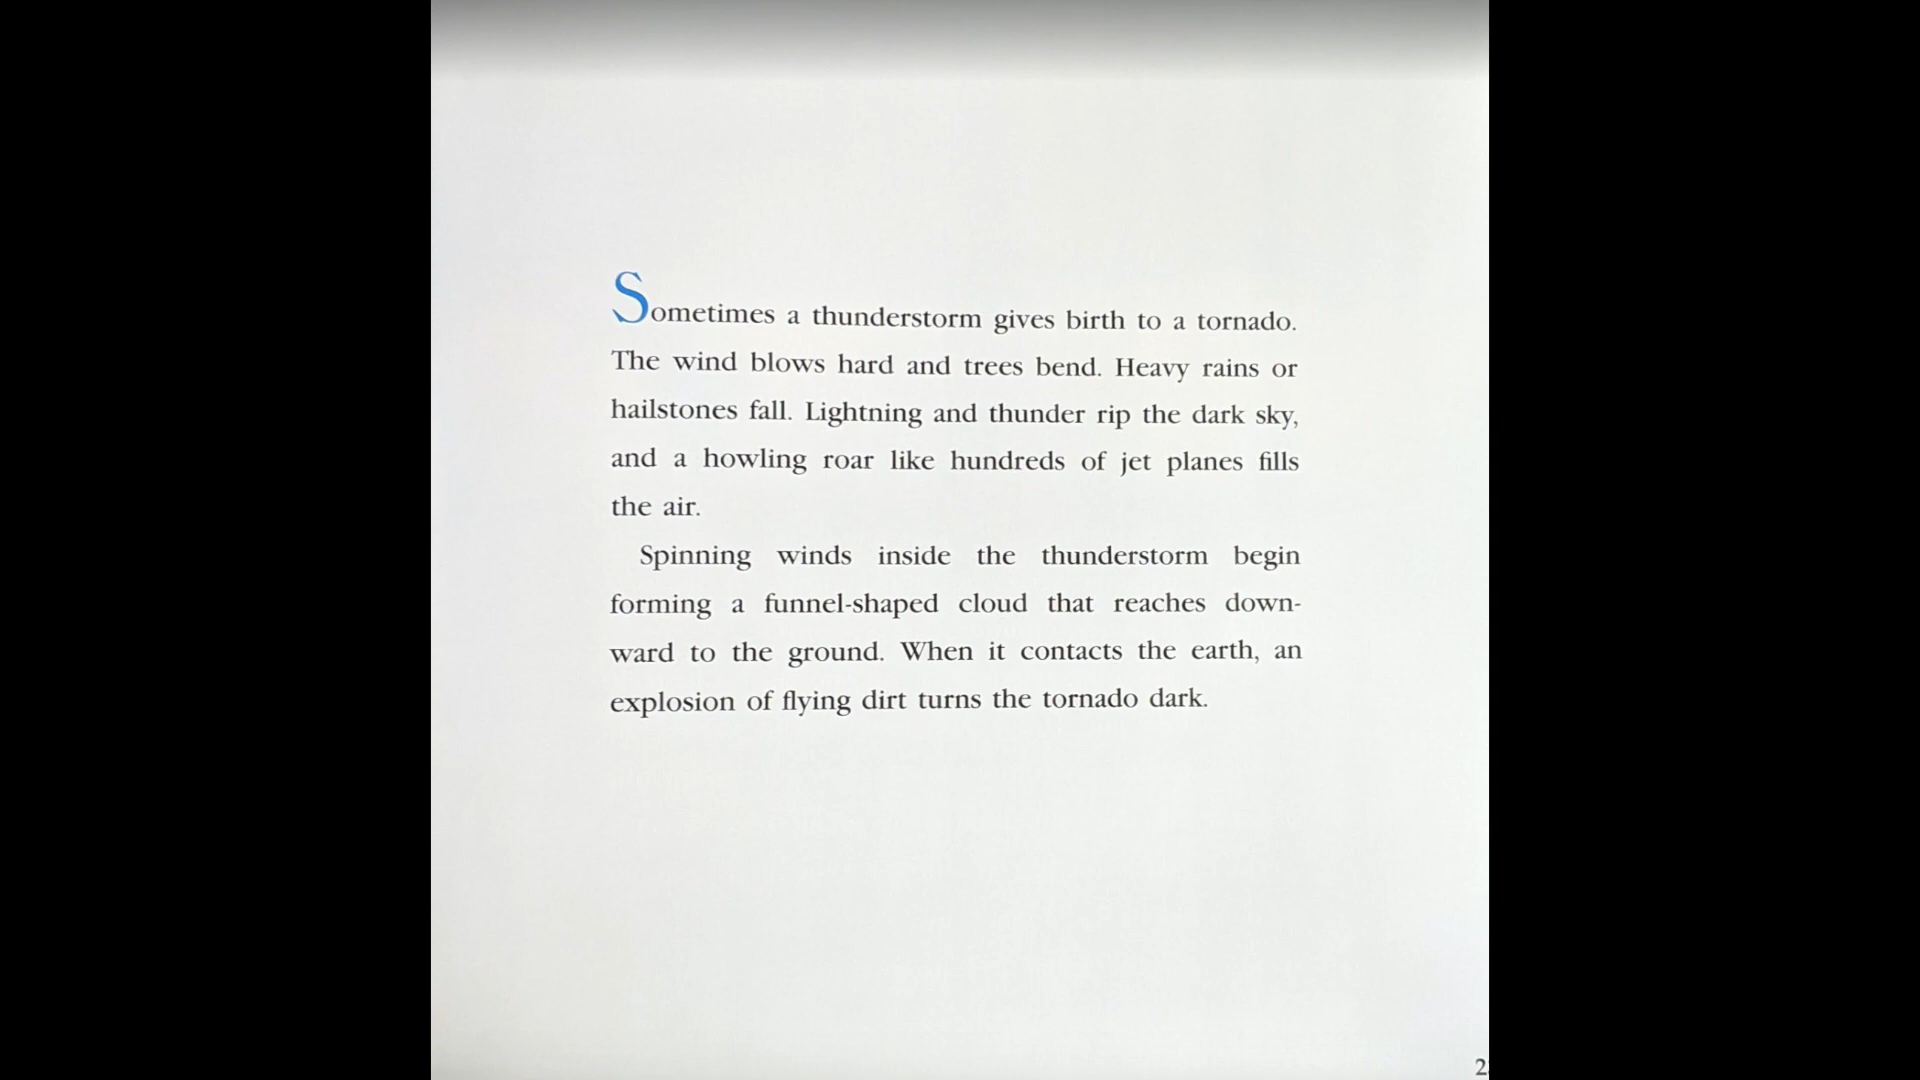 Sometimes a thunderstorm gives birth to a tornado.
The wind blows hard and trees bend. Heavy rains or
hailstones fall. Lightning and thunder rip the dark sky,
and a howling roar like hundreds of jet planes fills
the air.
Spinning winds inside the thunderstorm begin
forming a funnel-shaped cloud that reaches down-
ward to the ground. When it contacts the earth, an
explosion of flying dirt turns the tornado dark.